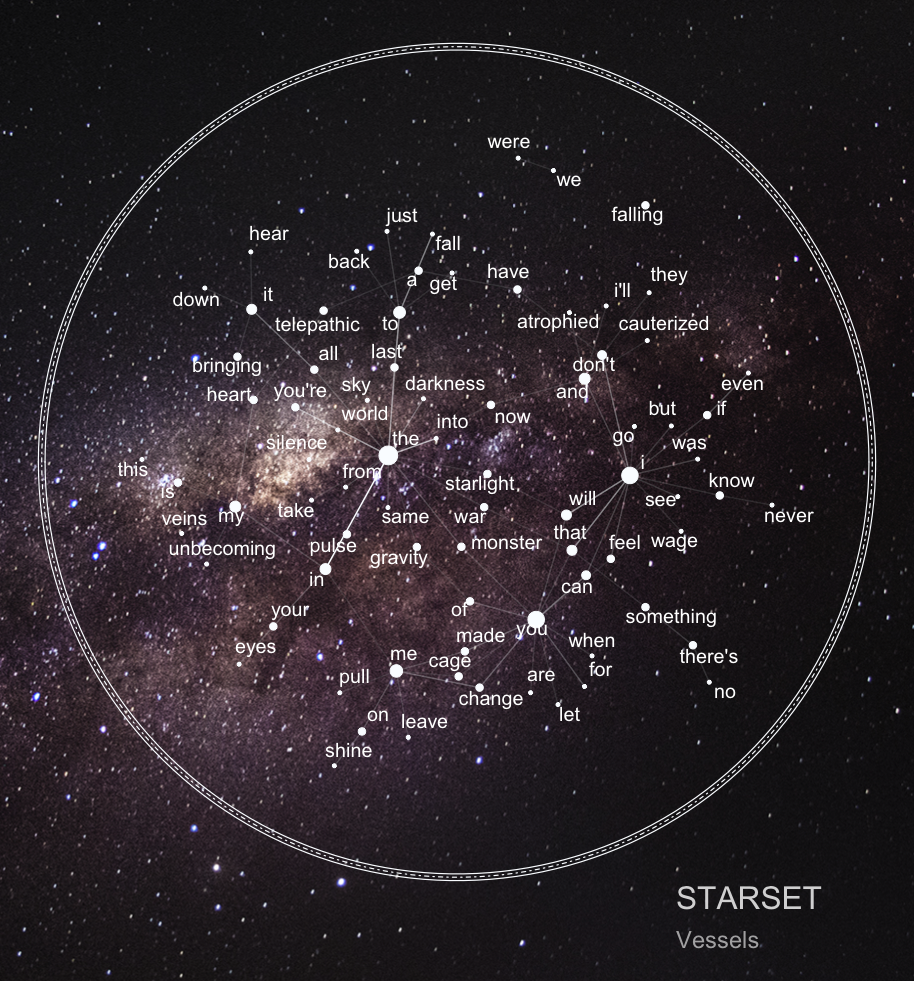 were
we
falling
just
hear
fall
back
a
get
have
they
i'll
down
it
telepathic
to
atrophied
cauterized
all
last
don't
bringing
heart
you're
sky
darkness
and
even
world
now
but
if
into
silence
the
go
was
this
from
i
is
starlight
know
see
take
will
veins
my
same
war
never
that
unbecoming
pulse
gravity
monster
feel
wage
in
can
your
of
something
made
you
when
eyes
me
cage
there's
pull
are
for
change
no
on
leave
let
shine
STARSET
Vessels